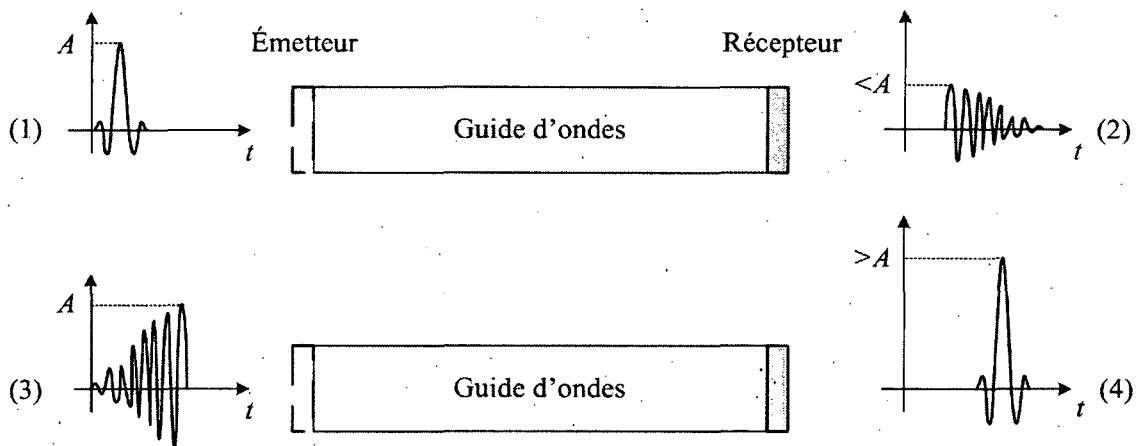 A
Émetteur
Récepteur
<A
(1)
t
Guide d'ondes
t
(2)
A
>A
(3)
t
Guide d'ondes
t
(4)